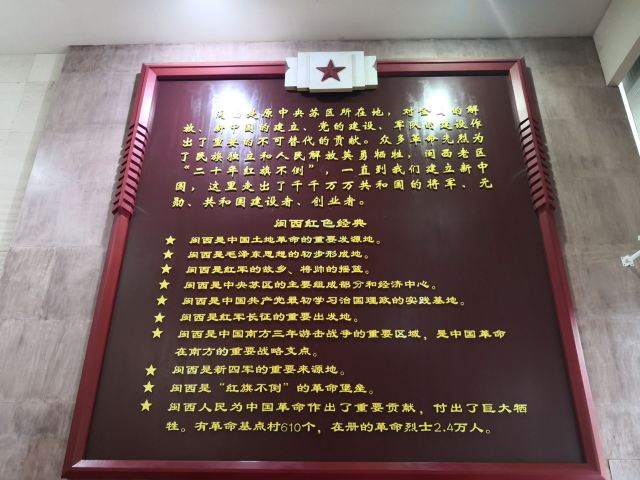 闽西是原中央苏区所在地，对全国的解
放、新中国的建立、党的建设、军队的建设作
出了重要的不可替代的贡献。众多革命先烈为
了民族独立和人民解放英勇牺牲，闽西老区
“二十年红旗不倒”，一直到我们建立新中
国，这里走出了千千万万共和国的将军、元
勋、共和国建设者、创业者。
闽西红色经典
★ 闽西是中国土地革命的重要发源地。
★ 闽西是毛泽东思想的初步形成地。
★ 闽西是红军的故乡、将帅的摇篮。
★ 闽西是中央苏区的主要组成部分和经济中心。
★ 闽西是中国共产党最初学习治国理政的实践基地。
★ 闽西是红军长征的重要出发地。
★ 闽西是中国南方三年游击战争的重要区域，是中国革命
在南方的重要战略支点。
★ 闽西是新四军的重要来源地。
★ 闽西是“红旗不倒”的革命堡垒。
★ 闽西人民为中国革命作出了重要贡献，付出了巨大牺
牲。有革命基点村610个，在册的革命烈士2.4万人。